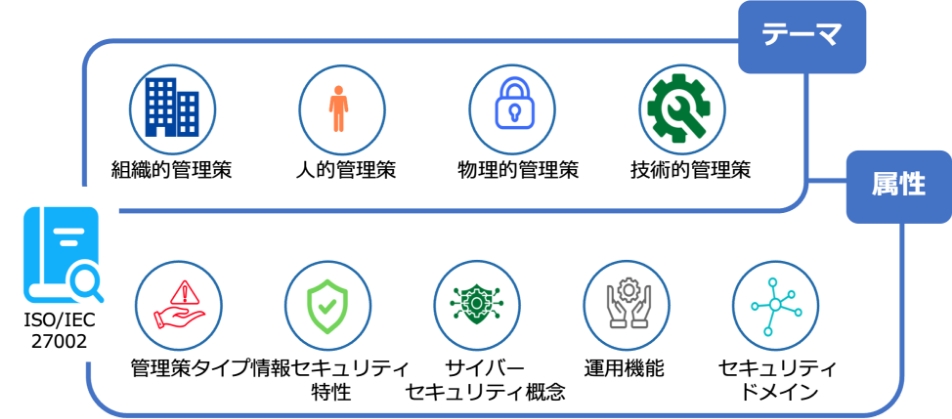 テーマ
組織的管理策
人的管理策
物理的管理策
技術的管理策
属性
ISO/IEC
27002
管理策タイプ
情報セキュリティ
特性
サイバー
セキュリティ概念
運用機能
セキュリティ
ドメイン